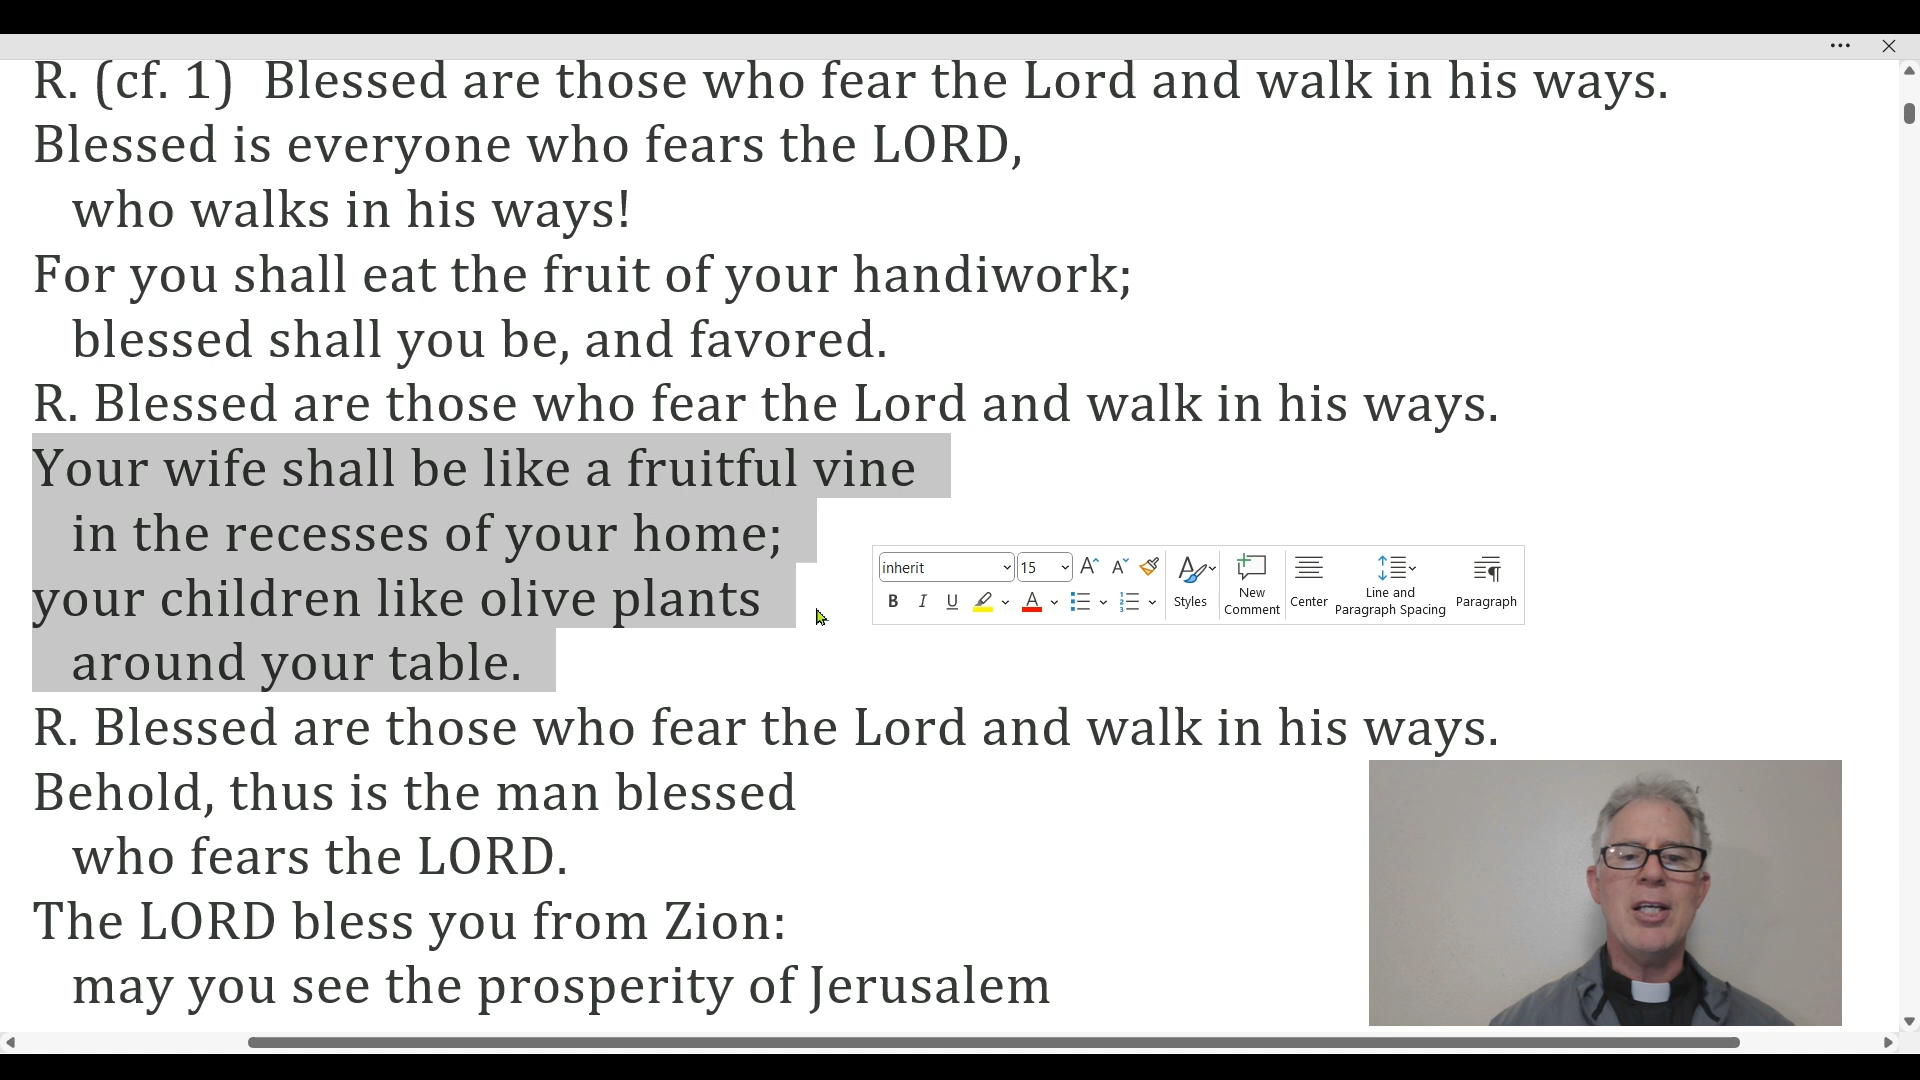 R. (cf. 1)  Blessed are those who fear the Lord and walk in his ways.
Blessed is everyone who fears the LORD,
who walks in his ways!
For you shall eat the fruit of your handiwork;
blessed shall you be, and favored.
R. Blessed are those who fear the Lord and walk in his ways.
Your wife shall be like a fruitful vine
in the recesses of your home;
your children like olive plants
around your table.
R. Blessed are those who fear the Lord and walk in his ways.
Behold, thus is the man blessed
who fears the LORD.
The LORD bless you from Zion:
may you see the prosperity of Jerusalem
inherit 15 A A
B I U A Styles
New
Comment
Center
Line and
Paragraph Spacing
Paragraph